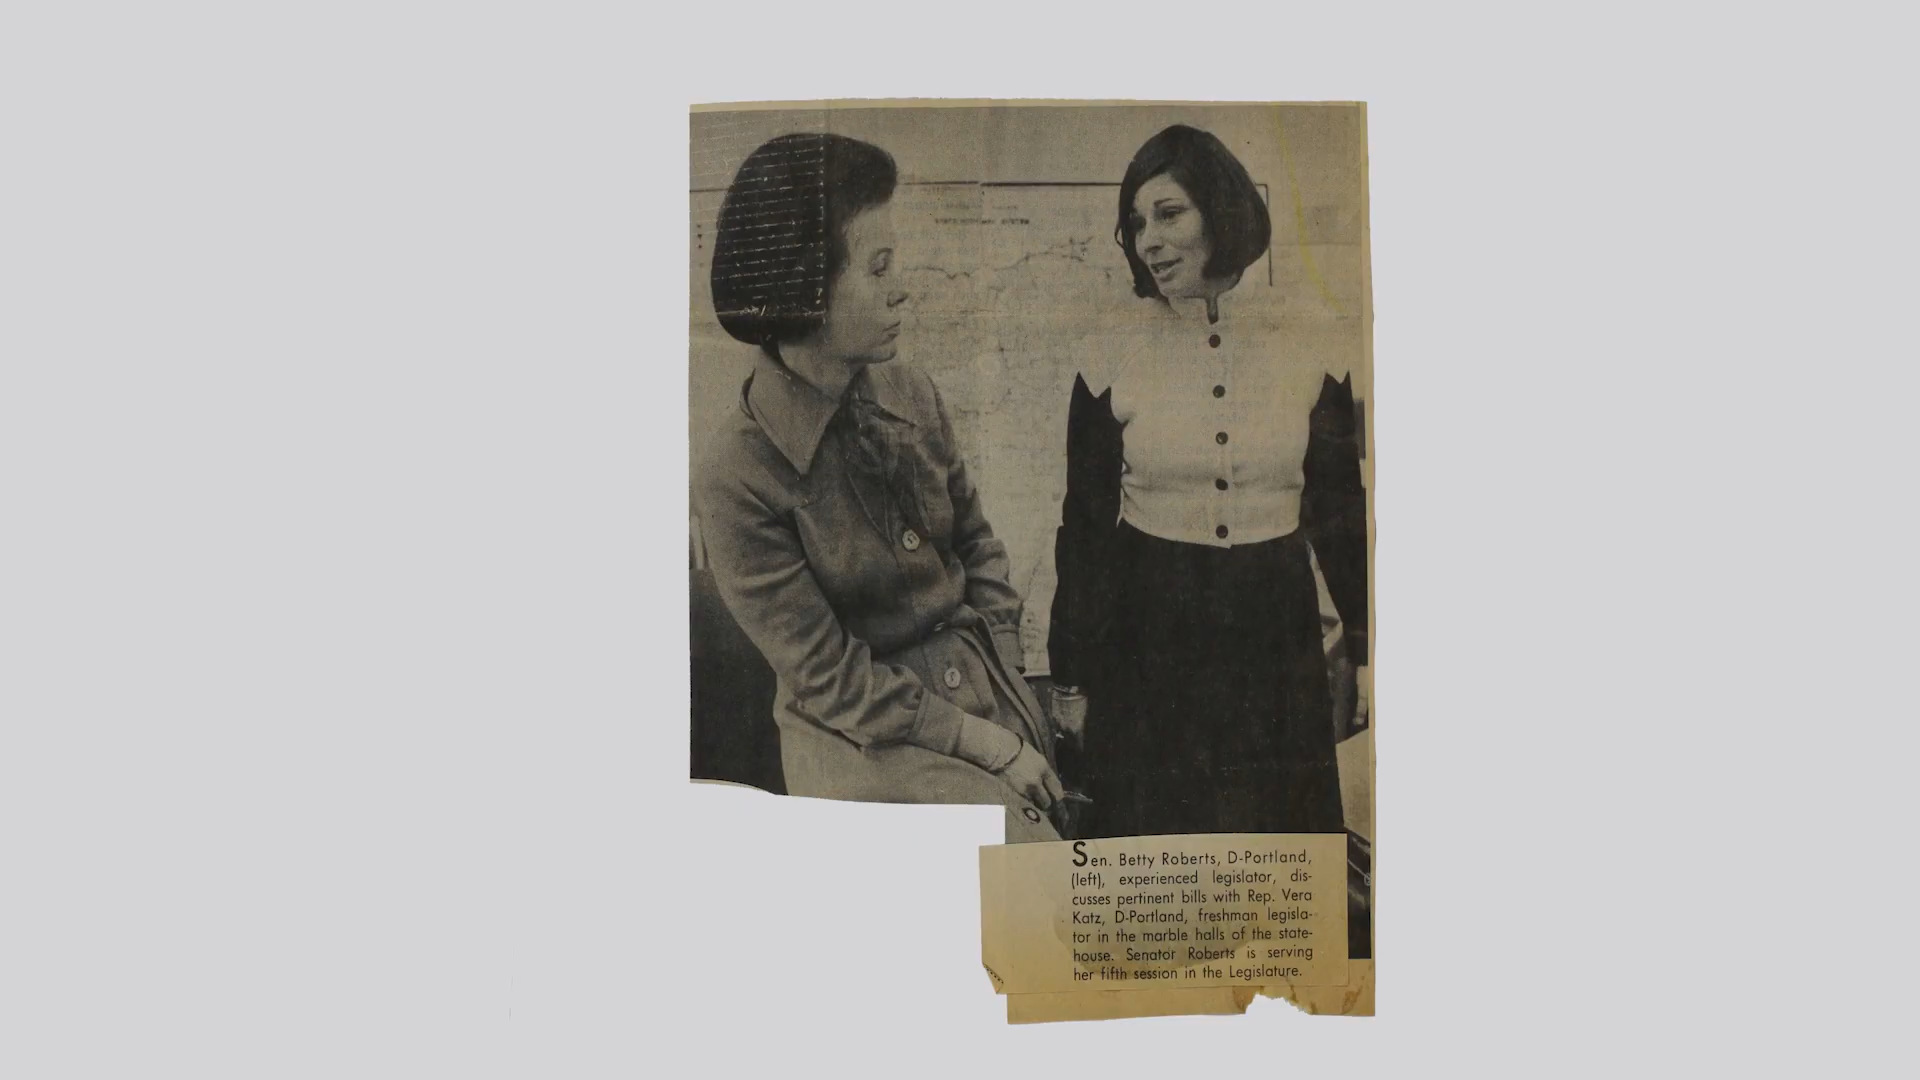 Sen. Betty Roberts, D-Portland,
(left), experienced legislator, dis-
cusses pertinent bills with Rep. Vera
Katz, D-Portland, freshman legisla-
tor in the marble halls of the state-
house. Senator Roberts is serving
her fifth session in the Legislature.